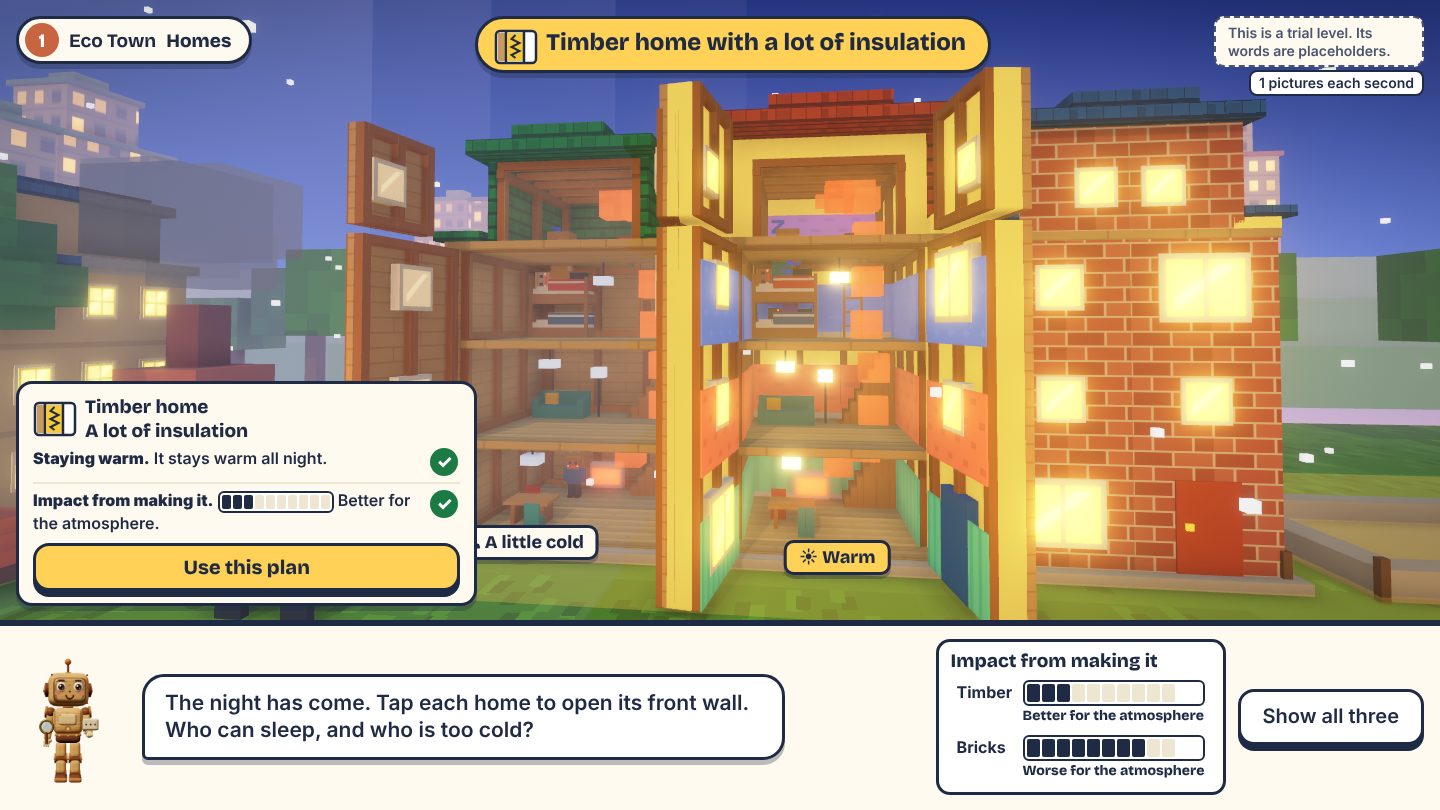 1 Eco Town Homes
Timber home with a lot of insulation
This is a trial level. Its
words are placeholders.
1 pictures each second
Z
Timber home
A lot of insulation
Staying warm. It stays warm all night.
Impact from making it. Better for
the atmosphere.
Use this plan
A little cold
Warm
The night has come. Tap each home to open its front wall.
Who can sleep, and who is too cold?
Impact from making it
Timber
Better for the atmosphere
Bricks
Worse for the atmosphere
Show all three